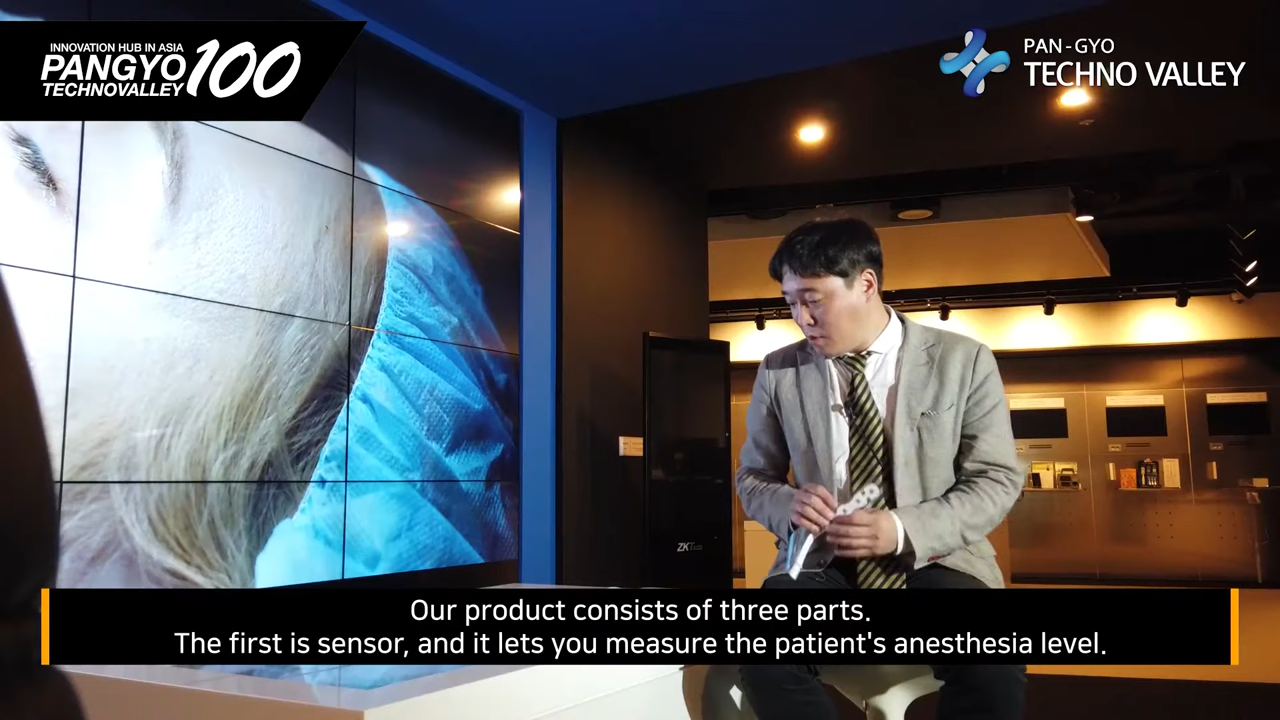 INNOVATION HUB IN ASIA
PANGYO 100
TECHNOVALLEY
PAN-GYO
TECHNO VALLEY
Our product consists of three parts.
The first is sensor, and it lets you measure the patient's anesthesia level.